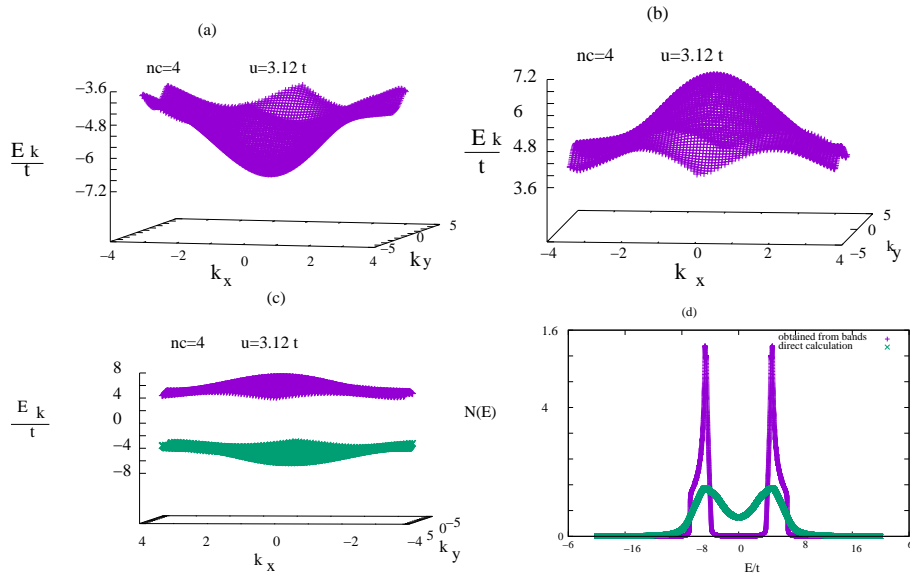 (a)
nc=4 u=3.12 t
−3.6
−4.8
−6
−7.2
E k
t
−4
−2
0
2
4
−5
0
5
k x
k y
(b)
nc=4 u=3.12 t
7.2
6
4.8
3.6
E k
t
−4
−2
0
2
4
−5
0
5
k x
k y
(c)
nc=4 u=3.12 t
8
4
0
−4
−8
E k
t
4
2
0
−2
−4
5
0
−5
k x
k y
(d)
obtained from bands
direct calculation
1.6
4
0
N(E)
−6
−16
−8
0
8
16
6
E/t